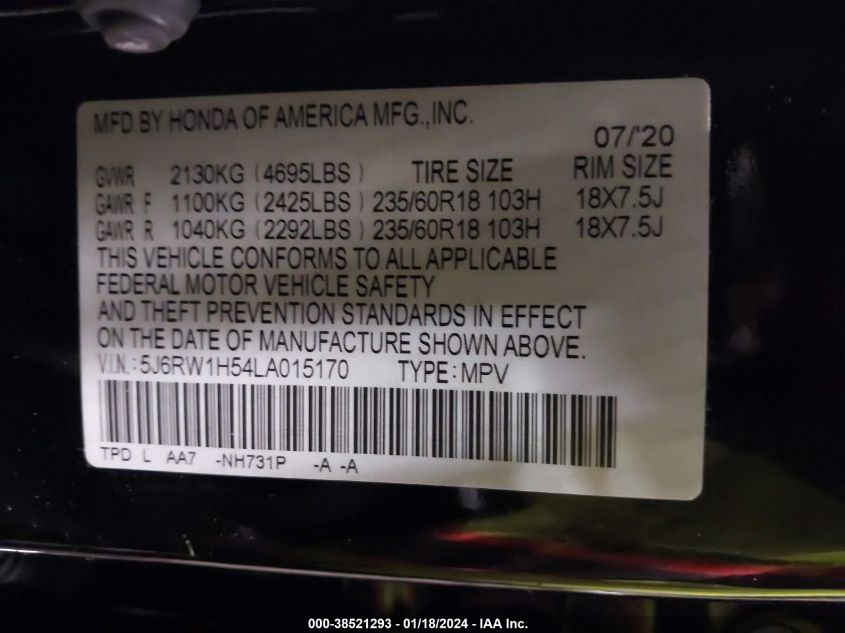 MFD.BY HONDA OF AMERICA MFG.,INC.
07/'20
GVWR 2130KG (4695LBS) TIRE SIZE RIM SIZE
GAWR F 1100KG (2425LBS) 235/60R18 103H 18X7.5J
GAWR R 1040KG (2292LBS) 235/60R18 103H 18X7.5J
THIS VEHICLE CONFORMS TO ALL APPLICABLE
FEDERAL MOTOR VEHICLE SAFETY
AND THEFT PREVENTION STANDARDS IN EFFECT
ON THE DATE OF MANUFACTURE SHOWN ABOVE.
V.I.N.: 5J6RW1H54LA015170 TYPE: MPV
TPD L AA7 -NH731P -A -A
000-38521293 - 01/18/2024 - IAA Inc.